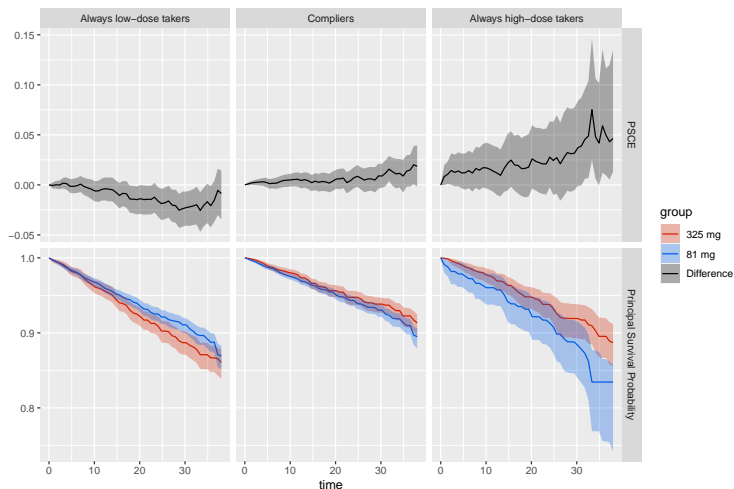 Always low−dose takers
Compliers
Always high−dose takers
0.15
0.10
0.05
0.00
−0.05
PSCE
1.0
0.9
0.8
Principal Survival Probability
0 10 20 30
0 10 20 30
0 10 20 30
time
group
325 mg
81 mg
Difference